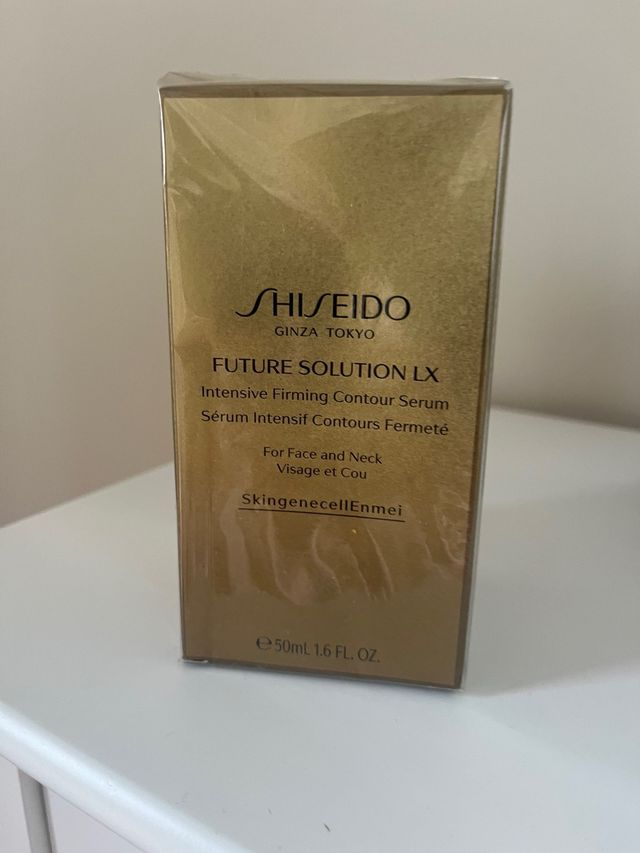 SHISEIDO
GINZA TOKYO
FUTURE SOLUTION LX
Intensive Firming Contour Serum
Sérum Intensif Contours Fermeté
For Face and Neck
Visage et Cou
SkingenecellEnmei
℮50mL 1.6 FL. OZ.